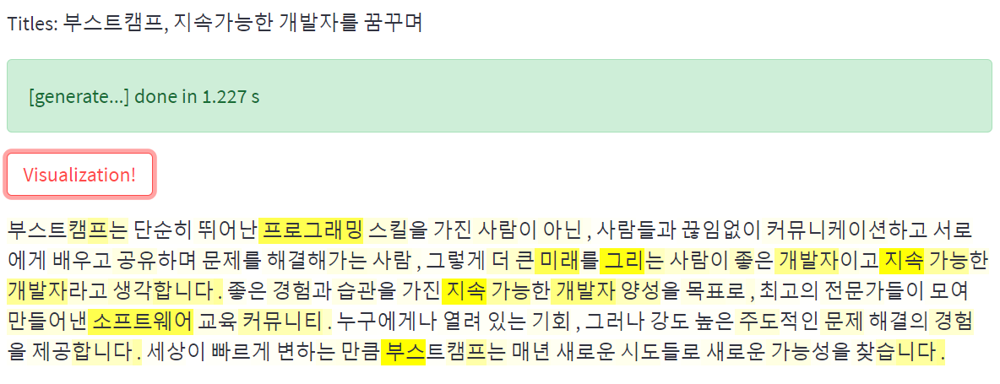 Titles: 부스트캠프, 지속가능한 개발자를 꿈꾸며
[generate...] done in 1.227 s
Visualization!
부스트캠프는 단순히 뛰어난 프로그래밍 스킬을 가진 사람이 아닌 , 사람들과 끊임없이 커뮤니케이션하고 서로
에게 배우고 공유하며 문제를 해결해가는 사람 , 그렇게 더 큰 미래를 그리는 사람이 좋은 개발자이고 지속 가능한
개발자라고 생각합니다 . 좋은 경험과 습관을 가진 지속 가능한 개발자 양성을 목표로 , 최고의 전문가들이 모여
만들어낸 소프트웨어 교육 커뮤니티 . 누구에게나 열려 있는 기회 , 그러나 강도 높은 주도적인 문제 해결의 경험
을 제공합니다 . 세상이 빠르게 변하는 만큼 부스트캠프는 매년 새로운 시도들로 새로운 가능성을 찾습니다 .